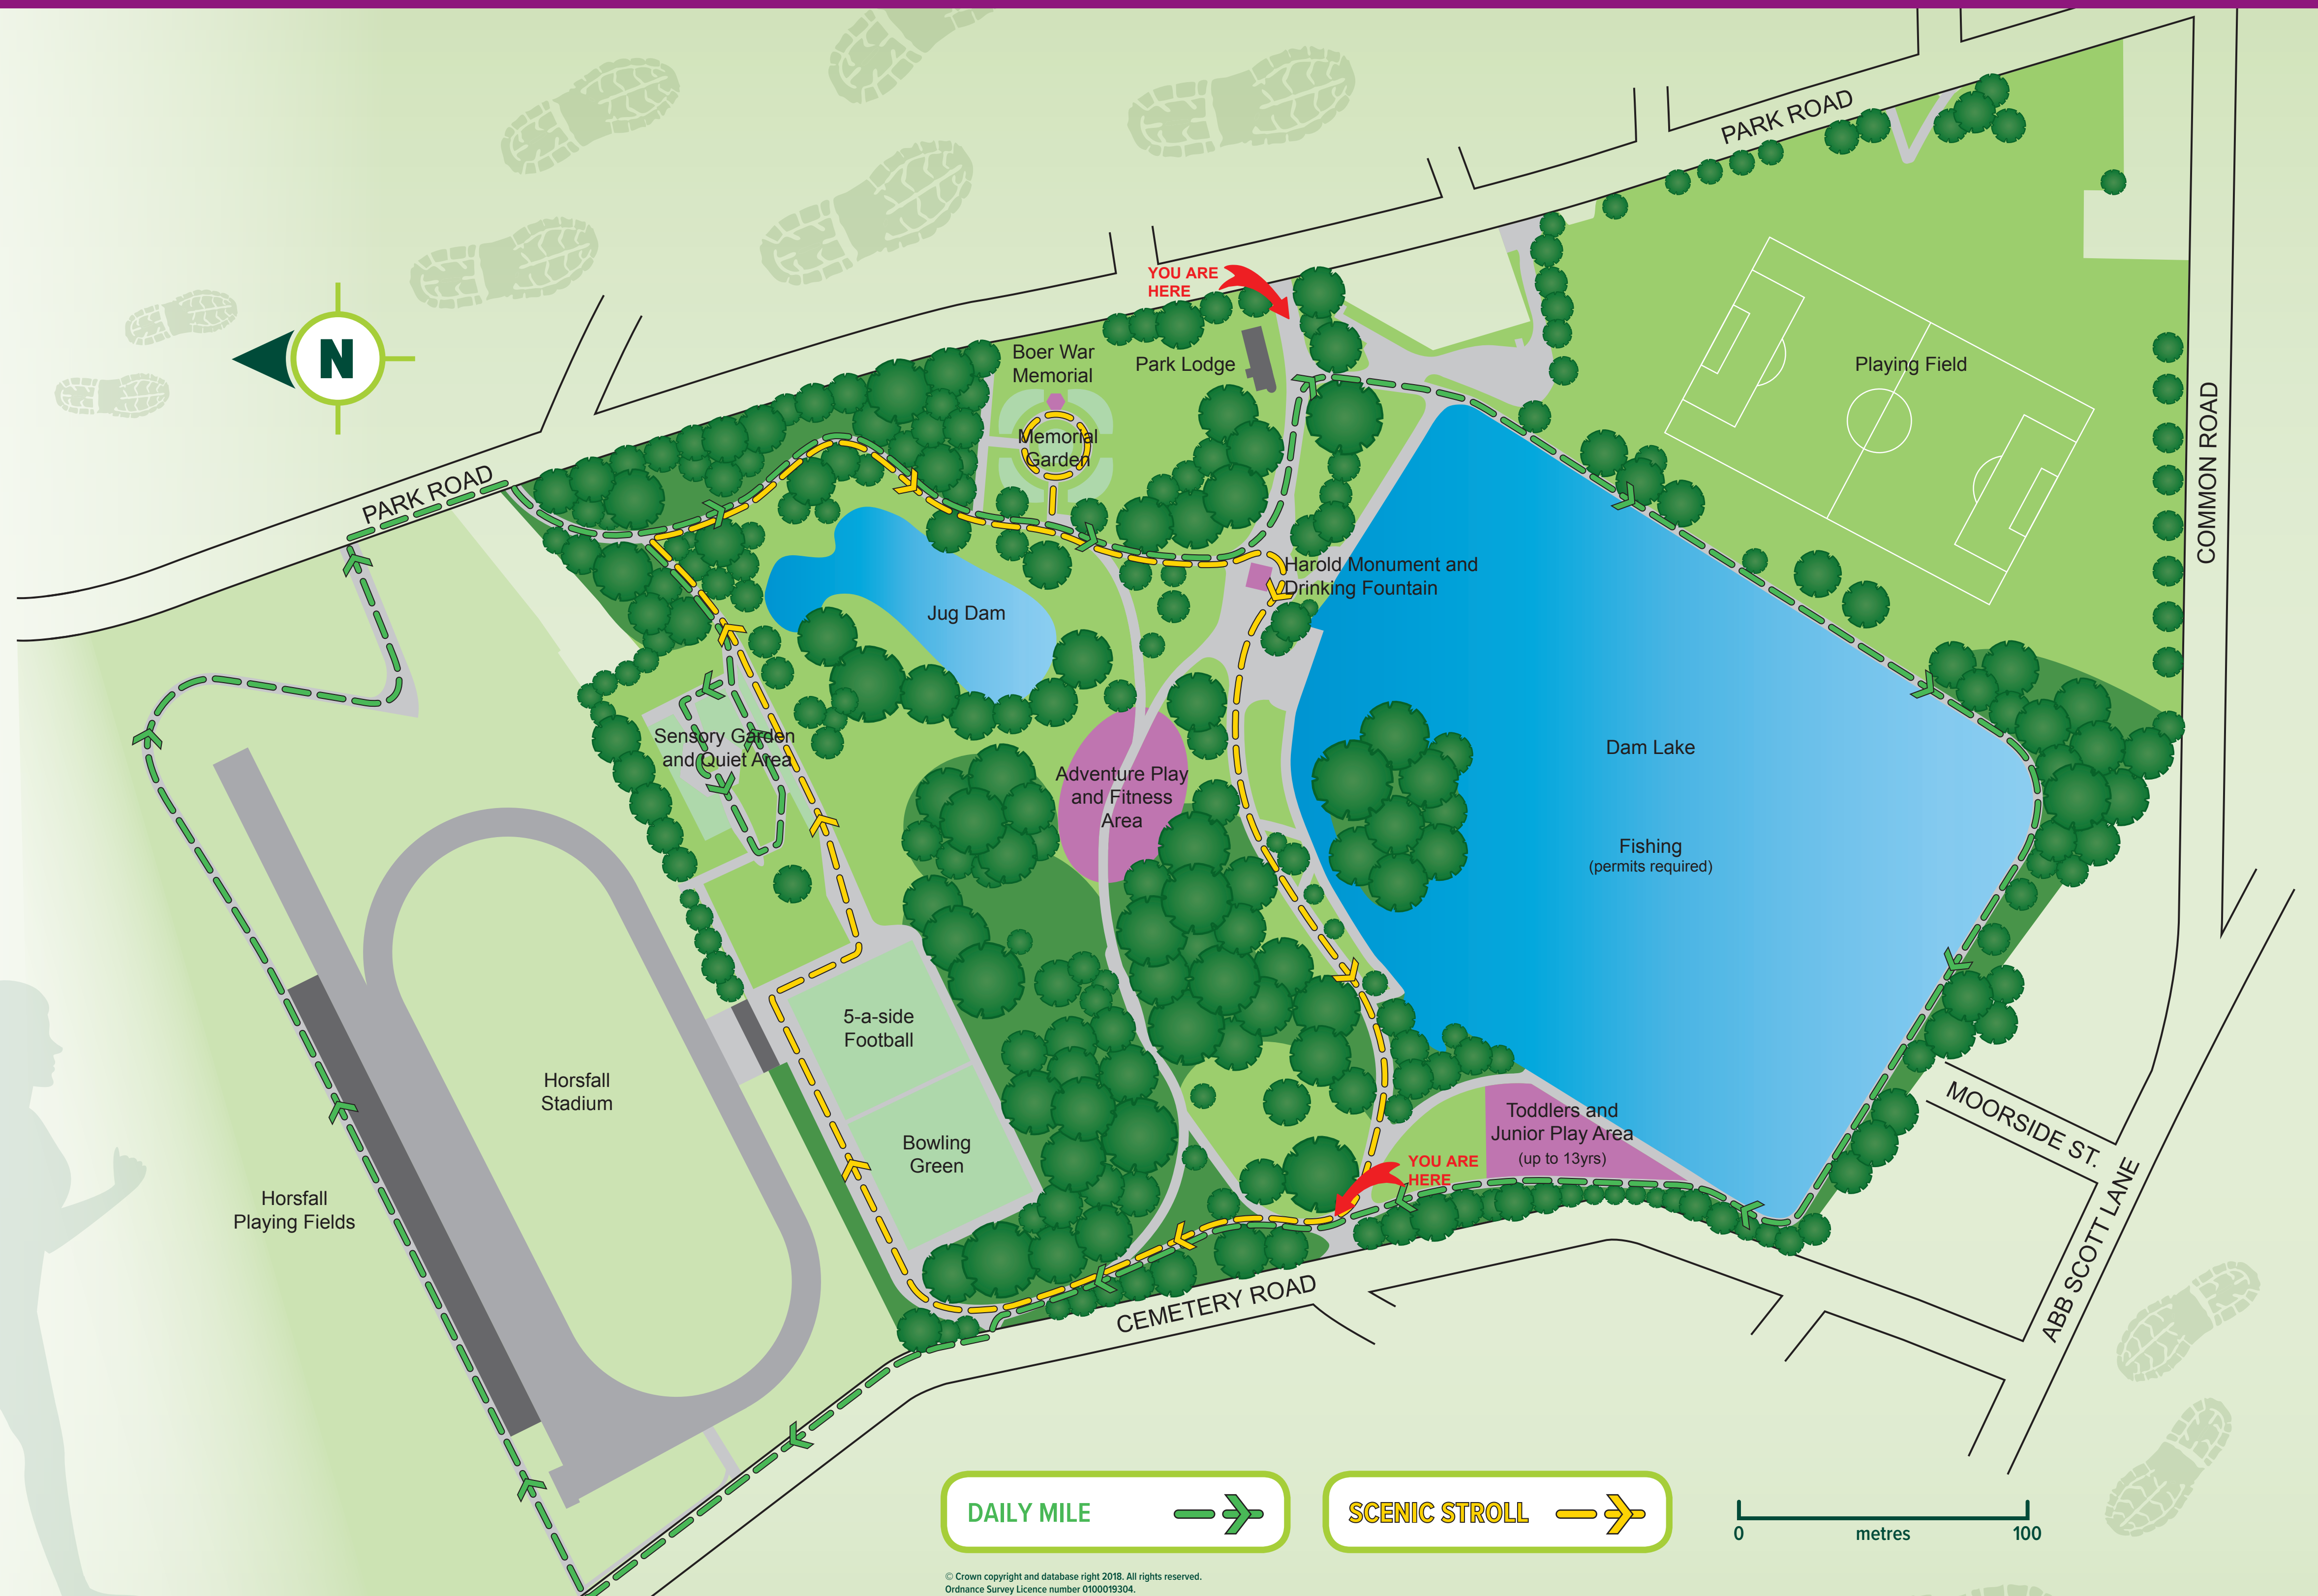 PARK ROAD
YOU ARE
HERE
N
Boer War
Memorial
Park Lodge
Playing Field
COMMON ROAD
Memorial
Garden
PARK ROAD
Harold Monument and
Drinking Fountain
Jug Dam
Sensory Garden
and Quiet Area
Adventure Play
and Fitness
Area
Dam Lake
Fishing
(permits required)
5-a-side
Football
Horsfall
Stadium
Bowling
Green
Toddlers and
Junior Play Area
(up to 13yrs)
MOORSIDE ST.
YOU ARE
HERE
Horsfall
Playing Fields
ABB SCOTT LANE
CEMETERY ROAD
DAILY MILE
SCENIC STROLL
0 metres 100
© Crown copyright and database right 2018. All rights reserved.
Ordnance Survey Licence number 0100019304.